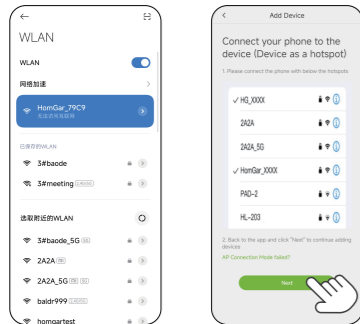 WLAN
WLAN
网络加速
HomGar_79C9
已保存的WLAN
3#baode
3#meeting
选取附近的WLAN
3#baode_5G
2A2A
2A2A_5G
baldr999
homgartest
Add Device
Connect your phone to the
device (Device as a hotspot)
1. Please connect the phone with below the hotspots
HG_XXXX
2A2A
2A2A_5G
HomGar_XXXX
PAD-2
HL-203
2. Back to the app and click "Next" to continue adding
devices
AP Connection Mode failed?
Next